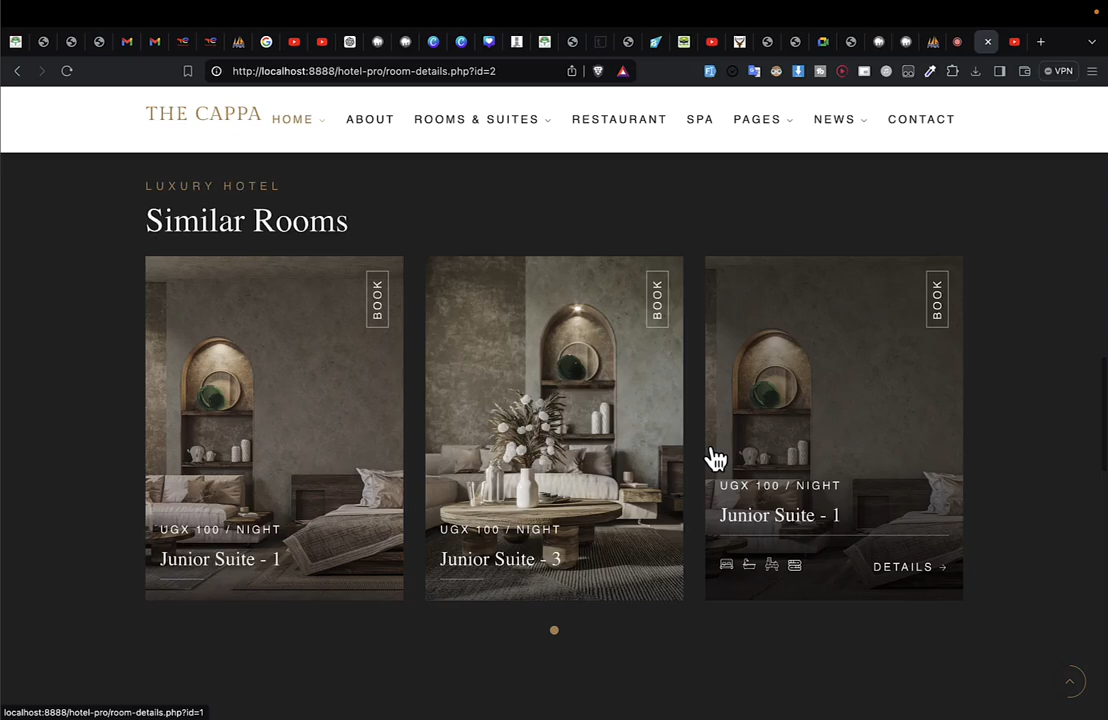 http://localhost:8888/hotel-pro/room-details.php?id=2
VPN
THE CAPPA
HOME
ABOUT
ROOMS & SUITES
RESTAURANT
SPA
PAGES
NEWS
CONTACT
LUXURY HOTEL
Similar Rooms
BOOK
BOOK
BOOK
UGX 100 / NIGHT
Junior Suite - 1
UGX 100 / NIGHT
Junior Suite - 3
UGX 100 / NIGHT
Junior Suite - 1
DETAILS
localhost:8888/hotel-pro/room-details.php?id=1